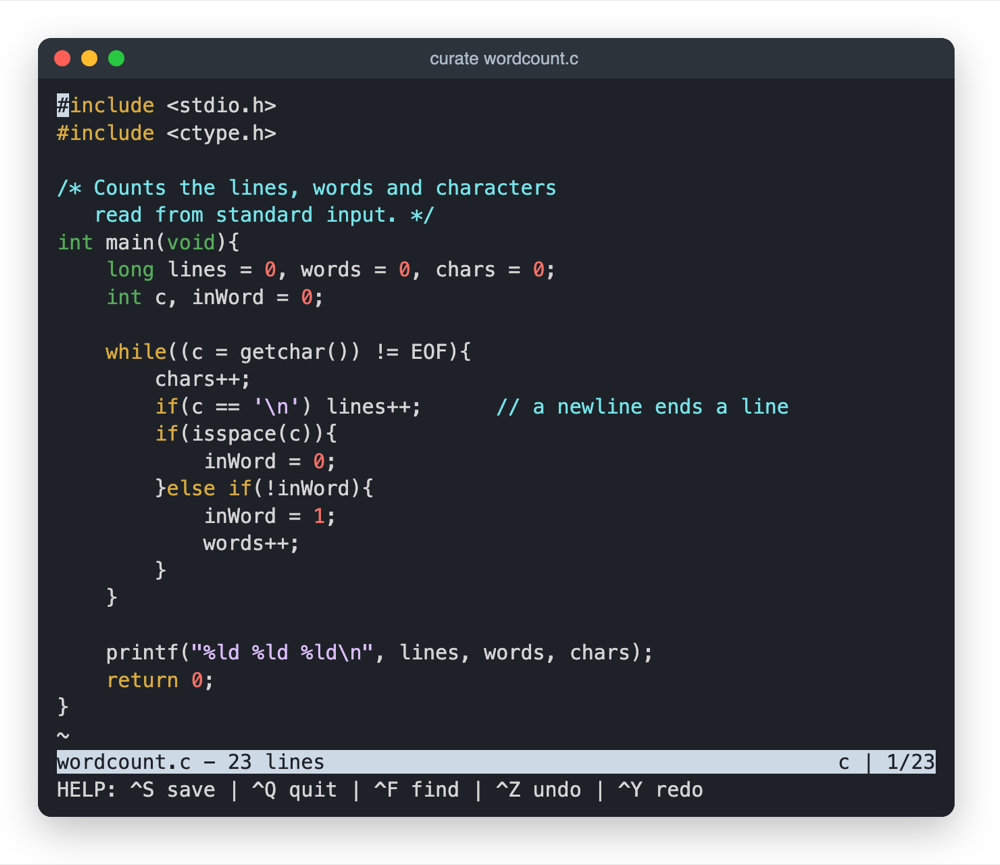 curate wordcount.c
#include <stdio.h>
#include <ctype.h>

/* Counts the lines, words and characters
   read from standard input. */
int main(void){
    long lines = 0, words = 0, chars = 0;
    int c, inWord = 0;

    while((c = getchar()) != EOF){
        chars++;
        if(c == '\n') lines++;      // a newline ends a line
        if(isspace(c)){
            inWord = 0;
        }else if(!inWord){
            inWord = 1;
            words++;
        }
    }

    printf("%ld %ld %ld\n", lines, words, chars);
    return 0;
}
~
wordcount.c – 23 lines c | 1/23
HELP: ^S save | ^Q quit | ^F find | ^Z undo | ^Y redo